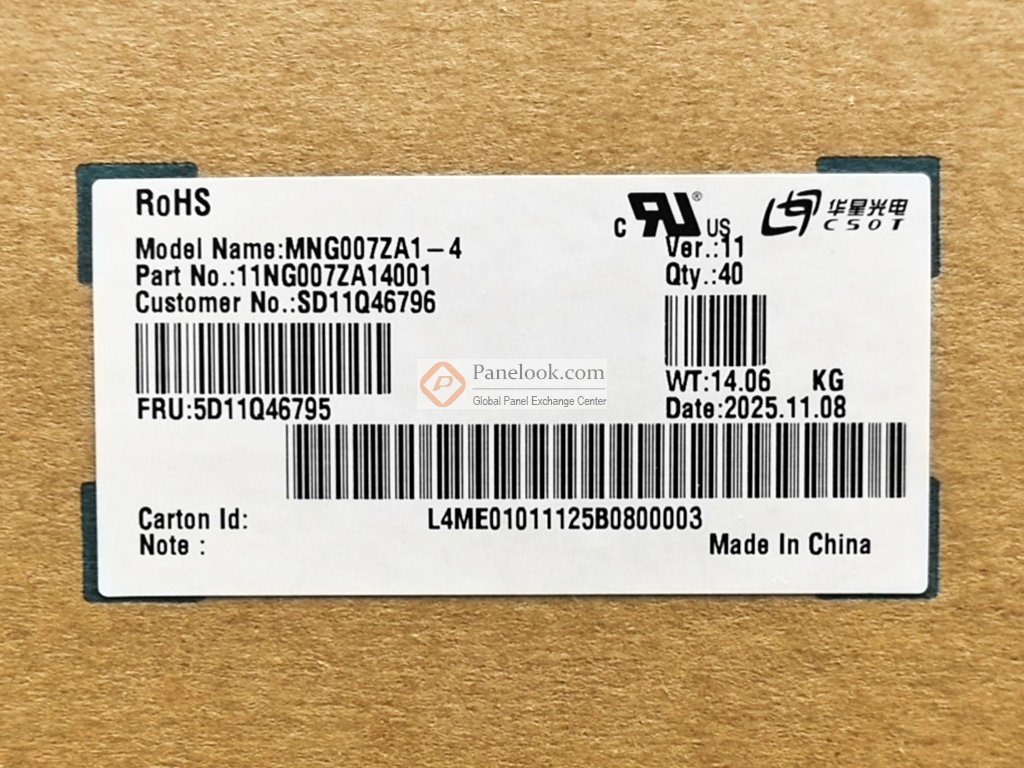 RoHS
C RU ® US
华星光电
CSOT
Model Name:MNG007ZA1-4
Ver.:11
Part No.:11NG007ZA14001
Qty.:40
Customer No.:SD11Q46796
Panelook.com
Global Panel Exchange Center
WT:14.06 KG
FRU:5D11Q46795
Date:2025.11.08
Carton Id: L4ME01011125B0800003
Note :
Made In China